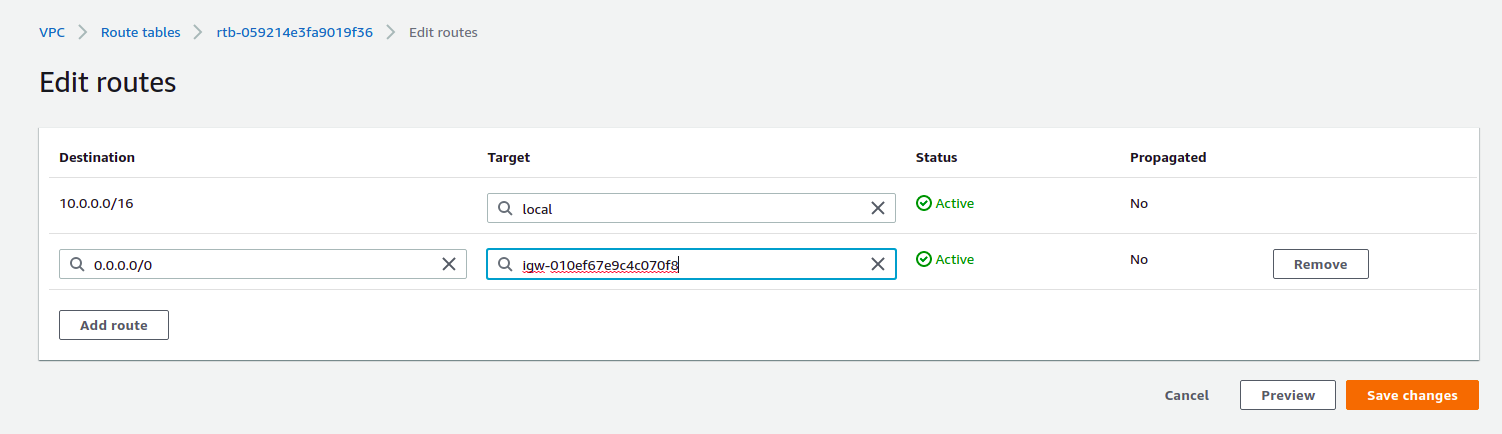 VPC > Route tables > rtb-059214e3fa9019f36 > Edit routes
Edit routes
Destination Target Status Propagated
10.0.0.0/16 local Active No
0.0.0.0/0 igw-010ef67e9c4c070f8 Active No Remove
Add route
Cancel Preview Save changes